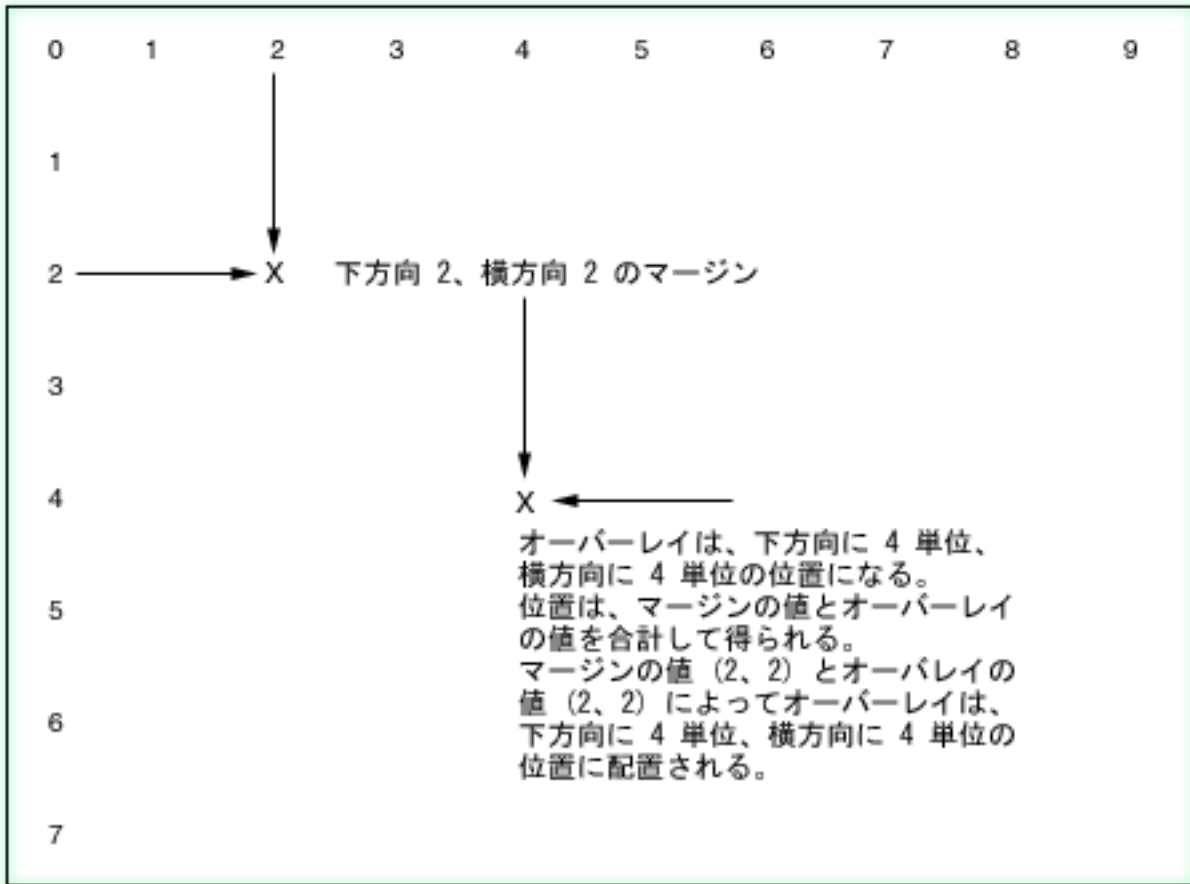 0 1 2 3 4 5 6 7 8 9
1
2 X 下方向 2、横方向 2 のマージン
3
4 X
オーバーレイは、下方向に 4 単位、
横方向に 4 単位の位置になる。
5 位置は、マージンの値とオーバーレイ
の値を合計して得られる。
マージンの値 (2、2) とオーバレイの
6 値 (2、2) によってオーバーレイは、
下方向に 4 単位、横方向に 4 単位の
位置に配置される。
7